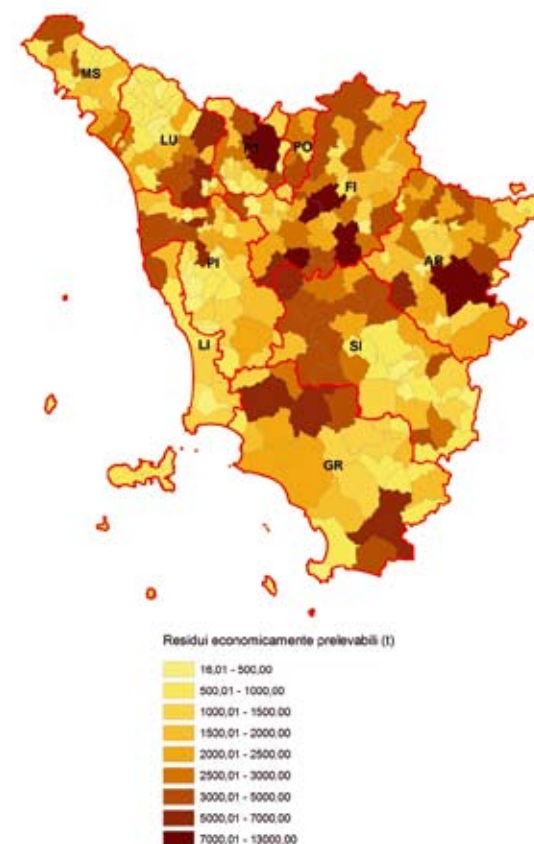 MS
LU
PT
PO
FI
PI
AR
LI
SI
GR
Residui economicamente prelevabili (t)
16,01 - 500,00
500,01 - 1000,00
1000,01 - 1500,00
1500,01 - 2000,00
2000,01 - 2500,00
2500,01 - 3000,00
3000,01 - 5000,00
5000,01 - 7000,00
7000,01 - 13000,00